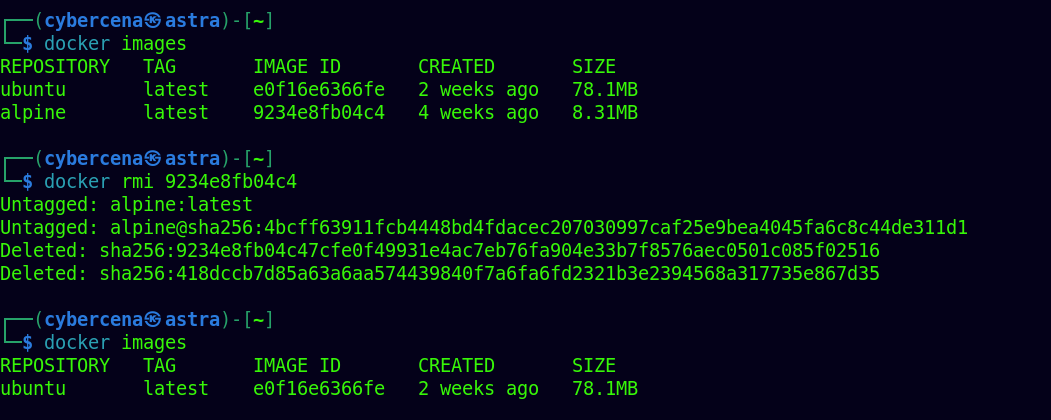 ┌──(cybercena㉿astra)-[~]
└─$ docker images
REPOSITORY   TAG       IMAGE ID       CREATED       SIZE
ubuntu       latest    e0f16e6366fe   2 weeks ago   78.1MB
alpine       latest    9234e8fb04c4   4 weeks ago   8.31MB
┌──(cybercena㉿astra)-[~]
└─$ docker rmi 9234e8fb04c4
Untagged: alpine:latest
Untagged: alpine@sha256:4bcff63911fcb4448bd4fdacec207030997caf25e9bea4045fa6c8c44de311d1
Deleted: sha256:9234e8fb04c47cfe0f49931e4ac7eb76fa904e33b7f8576aec0501c085f02516
Deleted: sha256:418dccb7d85a63a6aa574439840f7a6fa6fd2321b3e2394568a317735e867d35
┌──(cybercena㉿astra)-[~]
└─$ docker images
REPOSITORY   TAG       IMAGE ID       CREATED       SIZE
ubuntu       latest    e0f16e6366fe   2 weeks ago   78.1MB